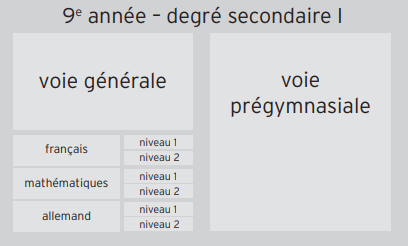 9e année – degré secondaire I
voie générale
voie
prégymnasiale
français
niveau 1
niveau 2
mathématiques
niveau 1
niveau 2
allemand
niveau 1
niveau 2